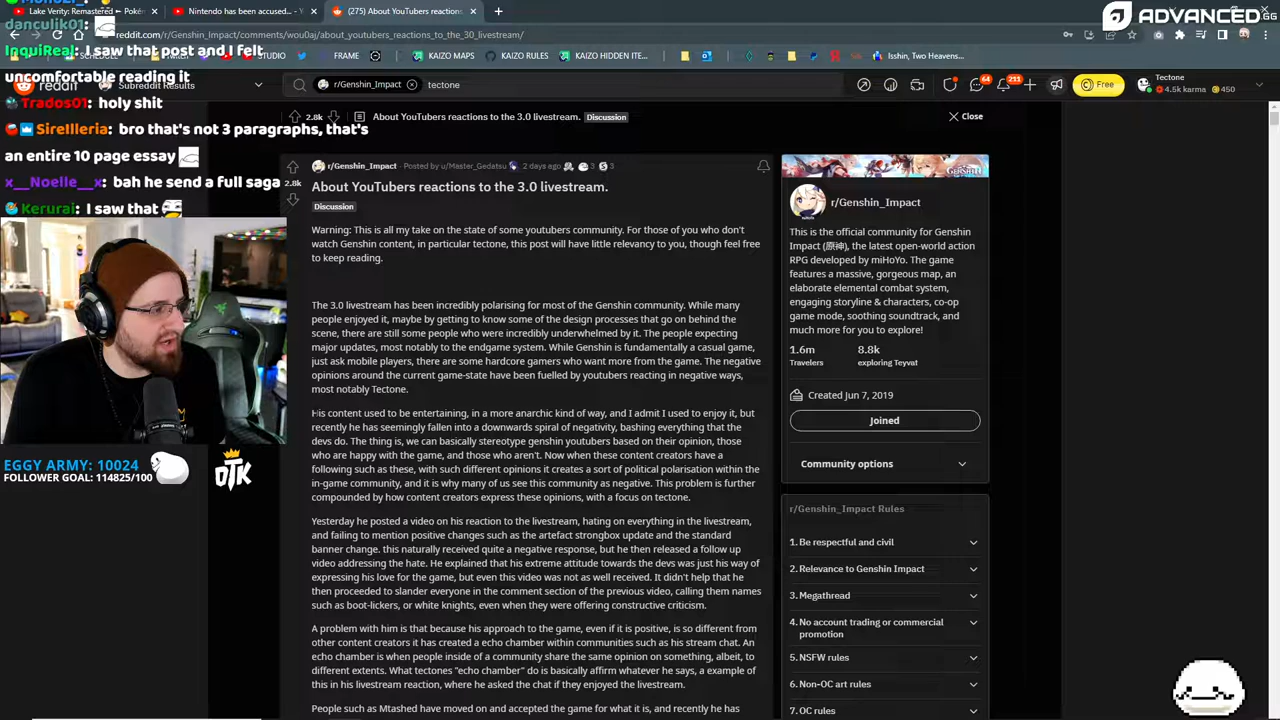 Lake Verity: Remastered ► Pokém
Nintendo has been accused...
(275) About YouTubers reactions
ADVANCED.GG
reddit.com/r/Genshin_Impact/comments/wou0aj/about_youtubers_reactions_to_the_30_livestream/
danculik01:
InquiReal: I saw that post and I felt
uncomfortable reading it
Trados01: holy shit
SireIlleria: bro that's not 3 paragraphs, that's
an entire 10 page essay
x__Noelle__x: bah he send a full saga
Kerurai: I saw that
STUDIO
FRAME
KAIZO MAPS
KAIZO RULES
KAIZO HIDDEN ITE...
Isshin, Two Heavens...
reddit
Subreddit Results
r/Genshin_Impact
tectone
64
211
Free
Tectone
4.5k karma
450
2.8k
About YouTubers reactions to the 3.0 livestream.
Discussion
Close
2.8k
r/Genshin_Impact · Posted by u/Master_Gedatsu 2 days ago 3 3
About YouTubers reactions to the 3.0 livestream.
Discussion
Warning: This is all my take on the state of some youtubers community. For those of you who don't
watch Genshin content, in particular tectone, this post will have little relevancy to you, though feel free
to keep reading.
The 3.0 livestream has been incredibly polarising for most of the Genshin community. While many
people enjoyed it, maybe by getting to know some of the design processes that go on behind the
scene, there are still some people who were incredibly underwhelmed by it. The people expecting
major updates, most notably to the endgame system. While Genshin is fundamentally a casual game,
just ask mobile players, there are some hardcore gamers who want more from the game. The negative
opinions around the current game-state have been fuelled by youtubers reacting in negative ways,
most notably Tectone.
His content used to be entertaining, in a more anarchic kind of way, and I admit I used to enjoy it, but
recently he has seemingly fallen into a downwards spiral of negativity, bashing everything that the
devs do. The thing is, we can basically stereotype genshin youtubers based on their opinion, those
who are happy with the game, and those who aren't. Now when these content creators have a
following such as these, with such different opinions it creates a sort of political polarisation within the
in-game community, and it is why many of us see this community as negative. This problem is further
compounded by how content creators express these opinions, with a focus on tectone.
Yesterday he posted a video on his reaction to the livestream, hating on everything in the livestream,
and failing to mention positive changes such as the artefact strongbox update and the standard
banner change. this naturally received quite a negative response, but he then released a follow up
video addressing the hate. He explained that his extreme attitude towards the devs was just his way of
expressing his love for the game, but even this video was not as well received. It didn't help that he
then proceeded to slander everyone in the comment section of the previous video, calling them names
such as boot-lickers, or white knights, even when they were offering constructive criticism.
A problem with him is that because his approach to the game, even if it is positive, is so different from
other content creators it has created a echo chamber within communities such as his stream chat. An
echo chamber is when people inside of a community share the same opinion on something, albeit, to
different extents. What tectones "echo chamber" do is basically affirm whatever he says, a example of
this in his livestream reaction, where he asked the chat if they enjoyed the livestream.
People such as Mtashed have moved on and accepted the game for what it is, and recently he has
r/Genshin_Impact
This is the official community for Genshin
Impact (原神), the latest open-world action
RPG developed by miHoYo. The game
features a massive, gorgeous map, an
elaborate elemental combat system,
engaging storyline & characters, co-op
game mode, soothing soundtrack, and
much more for you to explore!
1.6m
8.8k
Travelers
exploring Teyvat
Created Jun 7, 2019
Joined
Community options
r/Genshin_Impact Rules
1. Be respectful and civil
2. Relevance to Genshin Impact
3. Megathread
4. No account trading or commercial
promotion
5. NSFW rules
6. Non-OC art rules
7. OC rules
EGGY ARMY: 10024
FOLLOWER GOAL: 114825/100
OTK